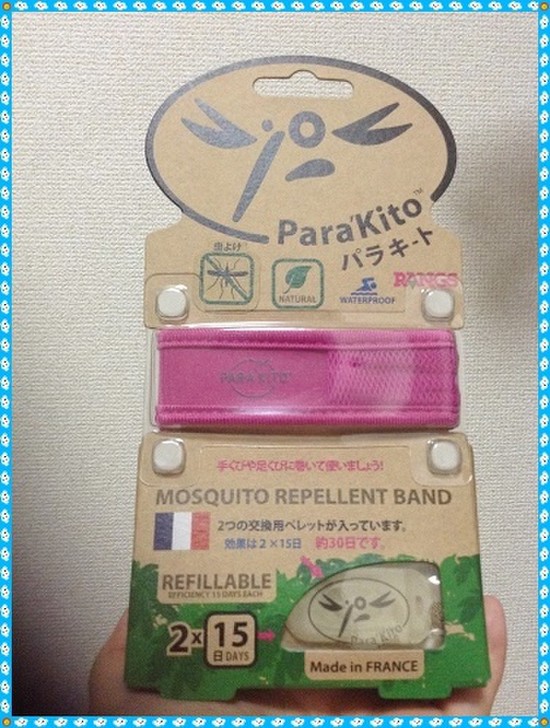 Para'Kito™
パラキート
虫よけ
NATURAL
WATERPROOF
RANGS
PARA'KITO™
手くびや足くびに巻いて使いましょう!
MOSQUITO REPELLENT BAND
2つの交換用ペレットが入っています。
効果は2×15日 約30日です。
REFILLABLE
EFFICIENCY 15 DAYS EACH
2x 15
日 DAYS
Para'Kito
Made in FRANCE